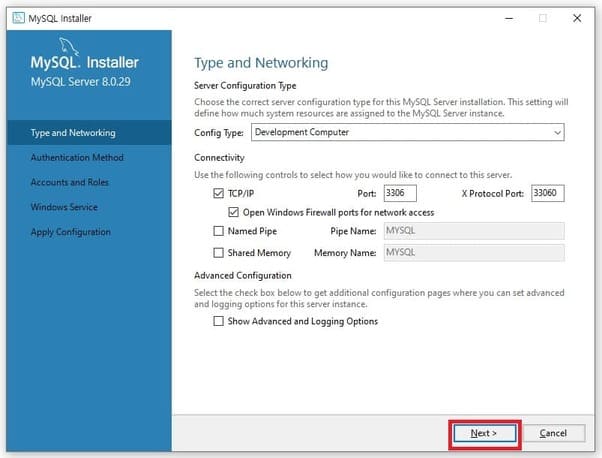 MySQL Installer
MySQL. Installer
MySQL Server 8.0.29
Type and Networking
Authentication Method
Accounts and Roles
Windows Service
Apply Configuration
Type and Networking
Server Configuration Type
Choose the correct server configuration type for this MySQL Server installation. This setting will
define how much system resources are assigned to the MySQL Server instance.
Config Type: Development Computer
Connectivity
Use the following controls to select how you would like to connect to this server.
TCP/IP Port: 3306 X Protocol Port: 33060
Open Windows Firewall ports for network access
Named Pipe Pipe Name: MYSQL
Shared Memory Memory Name: MYSQL
Advanced Configuration
Select the check box below to get additional configuration pages where you can set advanced
and logging options for this server instance.
Show Advanced and Logging Options
Next > Cancel